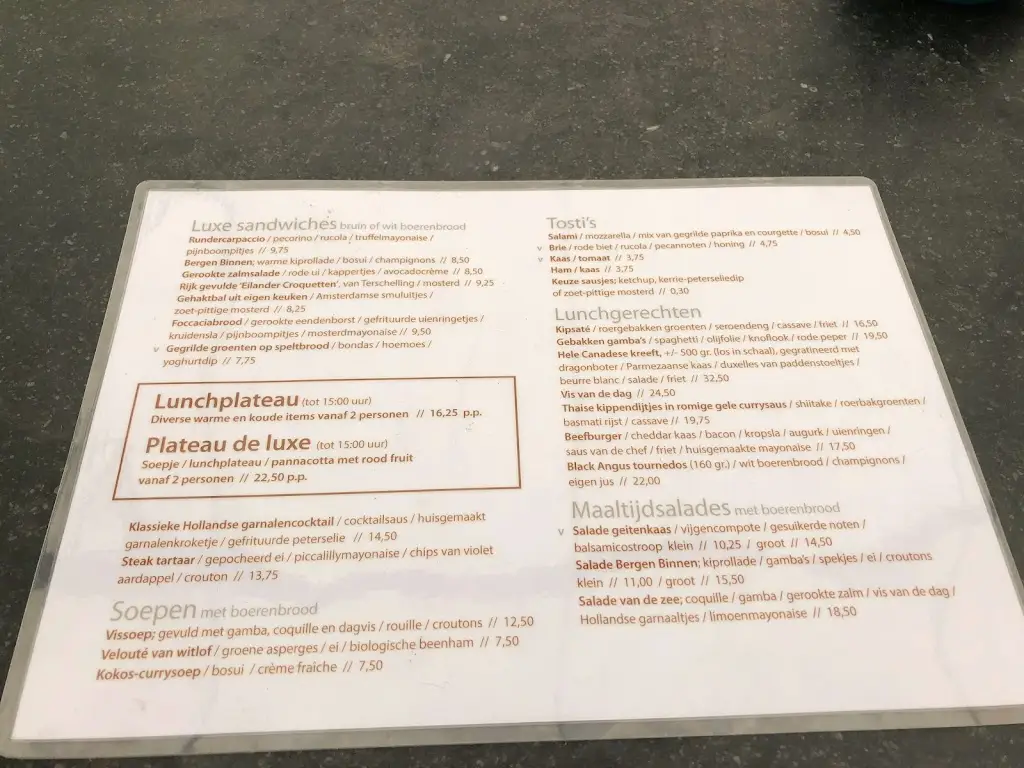 Luxe sandwiches bruin of wit boerenbrood
Rundercarpaccio / pecorino / rucola / truffelmayonaise /
pijnboompitjes // 9,75
Bergen Binnen; warme kiprollade / bosui / champignons // 8,50
Gerookte zalmsalade / rode ui / kappertjes / avocadocrème // 8,50
Rijk gevulde 'Eilander Croquetten', van Terschelling / mosterd // 9,25
Gehaktbal uit eigen keuken / Amsterdamse smuluitjes /
zoet-pittige mosterd // 8,25
Foccaciabrood / gerookte eendenborst / gefrituurde uienringetjes /
kruidensla / pijnboompitjes / mosterdmayonaise // 9,50
v Gegrilde groenten op speltbrood / bondas / hoemoes /
yoghurtdip // 7,75
Lunchplateau (tot 15:00 uur)
Diverse warme en koude items vanaf 2 personen // 16,25 p.p.
Plateau de luxe (tot 15:00 uur)
Soepje / lunchplateau / pannacotta met rood fruit
vanaf 2 personen // 22,50 p.p.
Klassieke Hollandse garnalencocktail / cocktailsaus / huisgemaakt
garnalenkroketje / gefrituurde peterselie // 14,50
Steak tartaar / gepocheerd ei / piccalillymayonaise / chips van violet
aardappel / crouton // 13,75
Soepen met boerenbrood
Vissoep; gevuld met gamba, coquille en dagvis / rouille / croutons // 12,50
Velouté van witlof / groene asperges / ei / biologische beenham // 7,50
Kokos-currysoep / bosui / crème fraiche // 7,50
Tosti's
Salami / mozzarella / mix van gegrilde paprika en courgette / bosui // 4,50
v Brie / rode biet / rucola / pecannoten / honing // 4,75
v Kaas / tomaat // 3,75
Ham / kaas // 3,75
Keuze sausjes; ketchup, kerrie-peterseliedip
of zoet-pittige mosterd // 0,30
Lunchgerechten
Kipsaté / roergebakken groenten / seroendeng / cassave / friet // 16,50
Gebakken gamba's / spaghetti / olijfolie / knoflook / rode peper // 19,50
Hele Canadese kreeft, +/- 500 gr. (los in schaal), gegratineerd met
dragonboter / Parmezaanse kaas / duxelles van paddenstoeltjes /
beurre blanc / salade / friet // 32,50
Vis van de dag // 24,50
Thaise kippendijtjes in romige gele currysaus / shiitake / roerbakgroenten /
basmati rijst / cassave // 19,75
Beefburger / cheddar kaas / bacon / kropsla / augurk / uienringen /
saus van de chef / friet / huisgemaakte mayonaise // 17,50
Black Angus tournedos (160 gr.) / wit boerenbrood / champignons /
eigen jus // 22,00
Maaltijdsalades met boerenbrood
v Salade geitenkaas / vijgencompote / gesuikerde noten /
balsamicostroop klein // 10,25 / groot // 14,50
Salade Bergen Binnen; kiprollade / gamba's / spekjes / ei / croutons
klein // 11,00 / groot // 15,50
Salade van de zee; coquille / gamba / gerookte zalm / vis van de dag /
Hollandse garnaaltjes / limoenmayonaise // 18,50